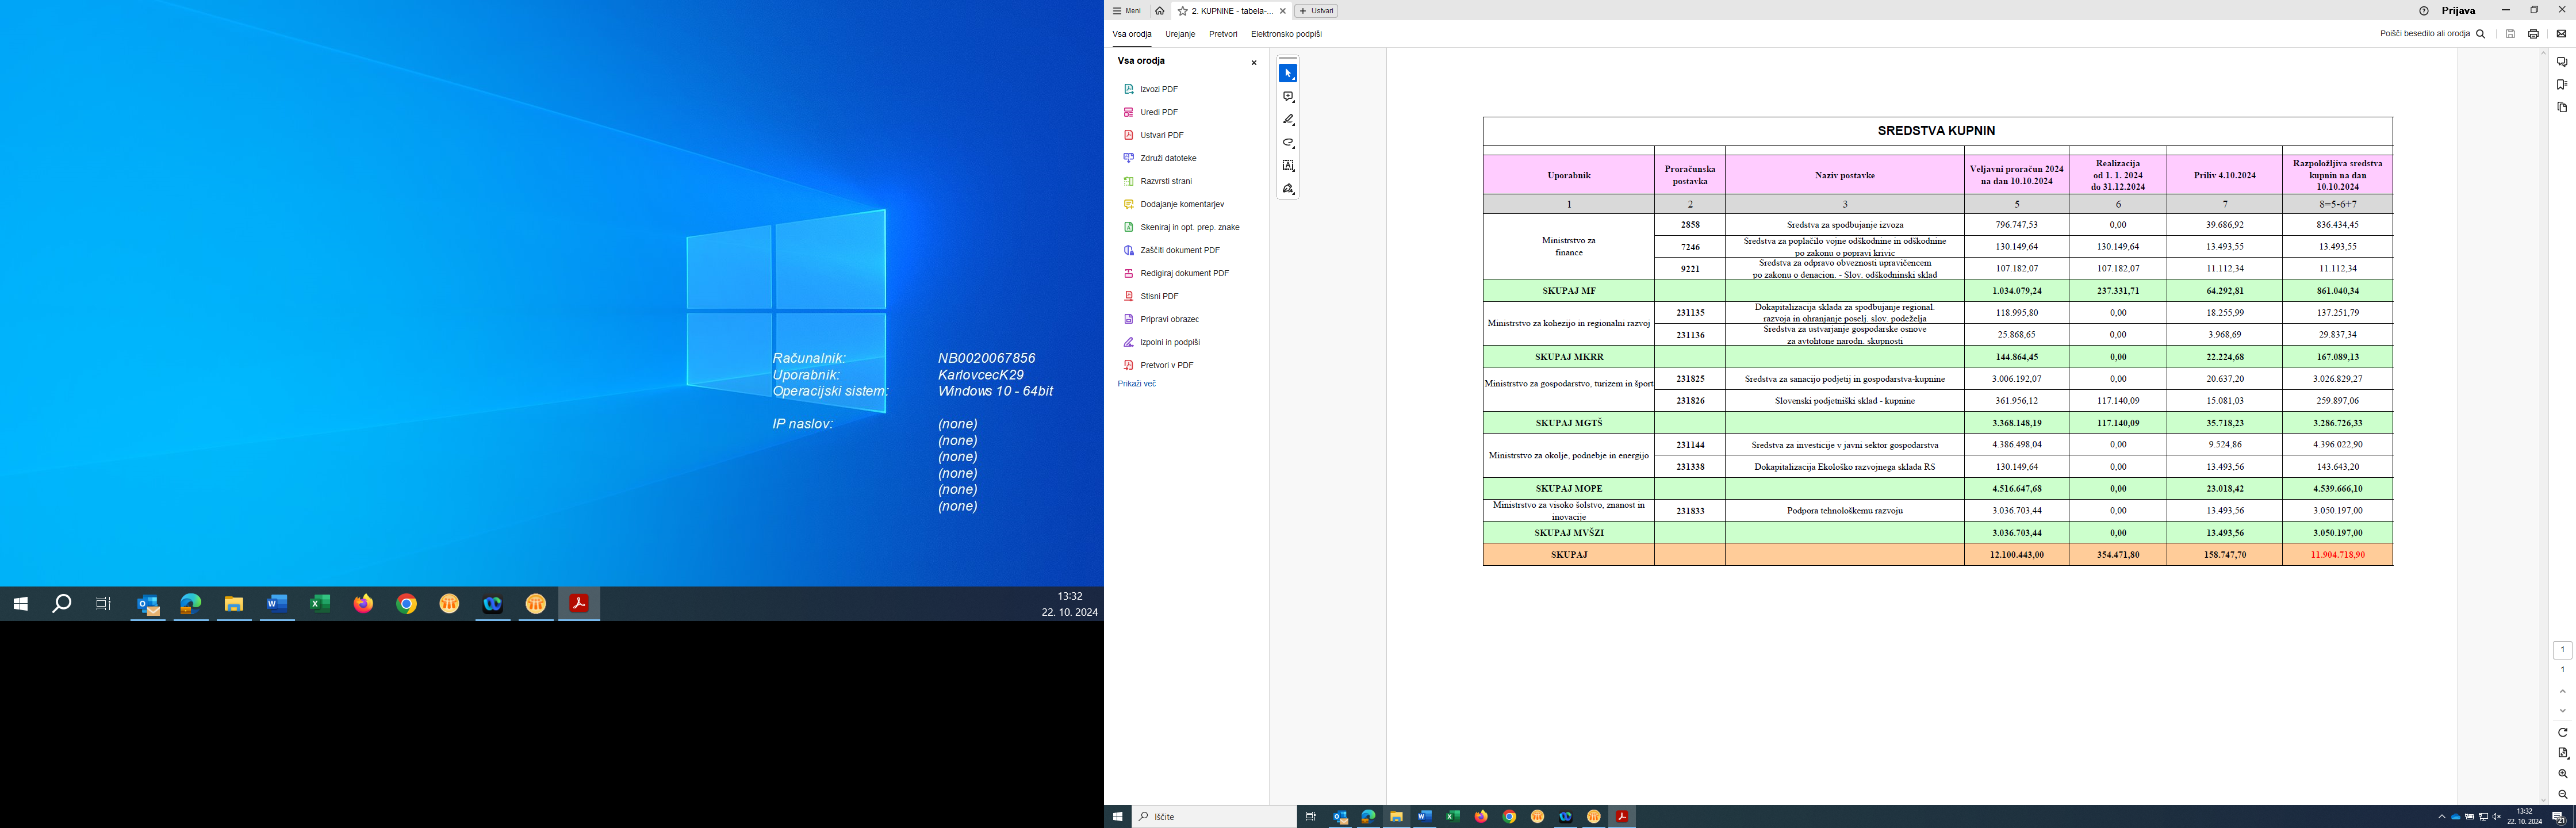 Računalnik: NB0020067856
Uporabnik: KarlovcecK29
Operacijski sistem: Windows 10 - 64bit
IP naslov: (none)
(none)
(none)
(none)
(none)
(none)
13:32
22. 10. 2024
Meni
2. KUPNINE - tabela-...
Ustvari
Prijava
Vsa orodja Urejanje Pretvori Elektronsko podpiši
Poišči besedilo ali orodja
Vsa orodja
Izvozi PDF
Uredi PDF
Ustvari PDF
Združi datoteke
Razvrsti strani
Dodajanje komentarjev
Skeniraj in opt. prep. znake
Zaščiti dokument PDF
Redigiraj dokument PDF
Stisni PDF
Pripravi obrazec
Izpolni in podpiši
Pretvori v PDF
Prikaži več
SREDSTVA KUPNIN
Uporabnik Proračunska postavka Naziv postavke Veljavni proračun 2024 na dan 10.10.2024 Realizacija od 1. 1. 2024 do 31.12.2024 Priliv 4.10.2024 Razpoložljiva sredstva kupnin na dan 10.10.2024
1 2 3 5 6 7 8=5-6+7
Ministrstvo za finance
2858 Sredstva za spodbujanje izvoza 796.747,53 0,00 39.686,92 836.434,45
7246 Sredstva za poplačilo vojne odškodnine in odškodnine po zakonu o popravi krivic 130.149,64 130.149,64 13.493,55 13.493,55
9221 Sredstva za odpravo obveznosti upravičencem po zakonu o denacion. - Slov. odškodninski sklad 107.182,07 107.182,07 11.112,34 11.112,34
SKUPAJ MF 1.034.079,24 237.331,71 64.292,81 861.040,34
Ministrstvo za kohezijo in regionalni razvoj
231135 Dokapitalizacija sklada za spodbujanje regional. razvoja in ohranjanje poselj. slov. podeželja 118.995,80 0,00 18.255,99 137.251,79
231136 Sredstva za ustvarjanje gospodarske osnove za avtohtone narodn. skupnosti 25.868,65 0,00 3.968,69 29.837,34
SKUPAJ MKRR 144.864,45 0,00 22.224,68 167.089,13
Ministrstvo za gospodarstvo, turizem in šport
231825 Sredstva za sanacijo podjetij in gospodarstva-kupnine 3.006.192,07 0,00 20.637,20 3.026.829,27
231826 Slovenski podjetniški sklad - kupnine 361.956,12 117.140,09 15.081,03 259.897,06
SKUPAJ MGTŠ 3.368.148,19 117.140,09 35.718,23 3.286.726,33
Ministrstvo za okolje, podnebje in energijo
231144 Sredstva za investicije v javni sektor gospodarstva 4.386.498,04 0,00 9.524,86 4.396.022,90
231338 Dokapitalizacija Ekološko razvojnega sklada RS 130.149,64 0,00 13.493,56 143.643,20
SKUPAJ MOPE 4.516.647,68 0,00 23.018,42 4.539.666,10
Ministrstvo za visoko šolstvo, znanost in inovacije 231833 Podpora tehnološkemu razvoju 3.036.703,44 0,00 13.493,56 3.050.197,00
SKUPAJ MVŠZI 3.036.703,44 0,00 13.493,56 3.050.197,00
SKUPAJ 12.100.443,00 354.471,80 158.747,70 11.904.718,90
1
1
Iščite
13:32
22. 10. 2024
21